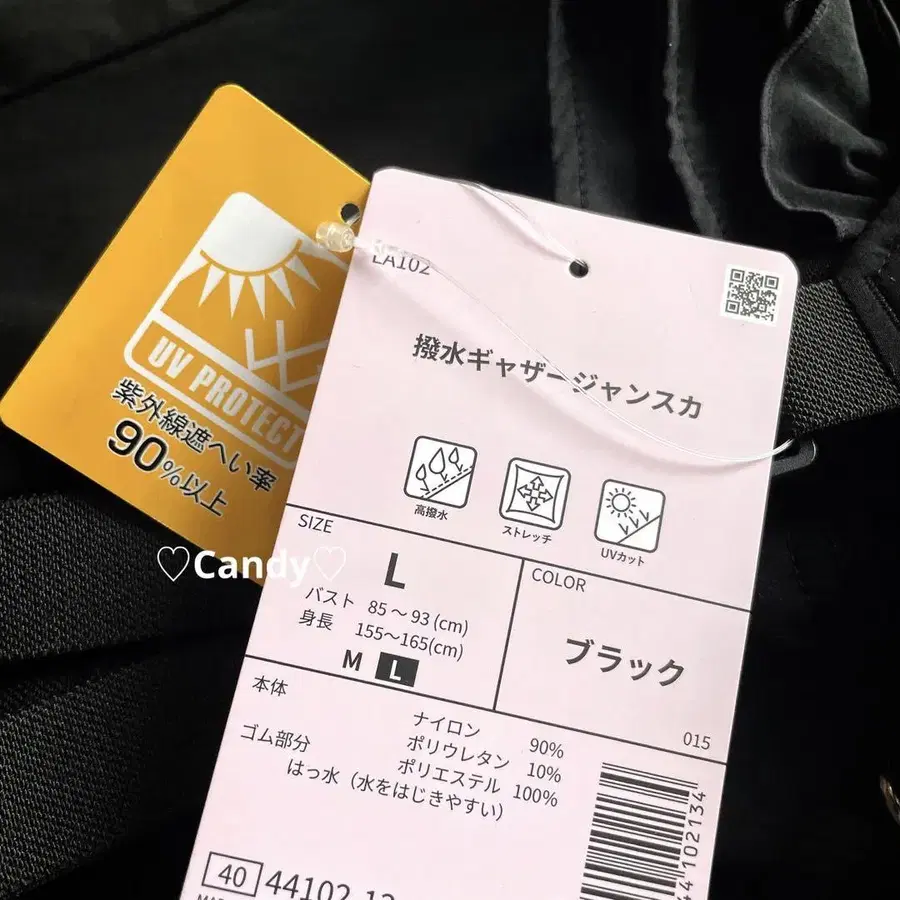 UV PROTECT
紫外線遮へい率
90%以上
LA102
撥水ギャザージャンスカ
高撥水
ストレッチ
UVカット
SIZE
L
バスト 85～93(cm)
身長 155～165(cm)
M L
COLOR
ブラック
015
本体
ナイロン 90%
ポリウレタン 10%
ゴム部分
ポリエステル 100%
はっ水（水をはじきやすい）
40 44102
♡Candy♡